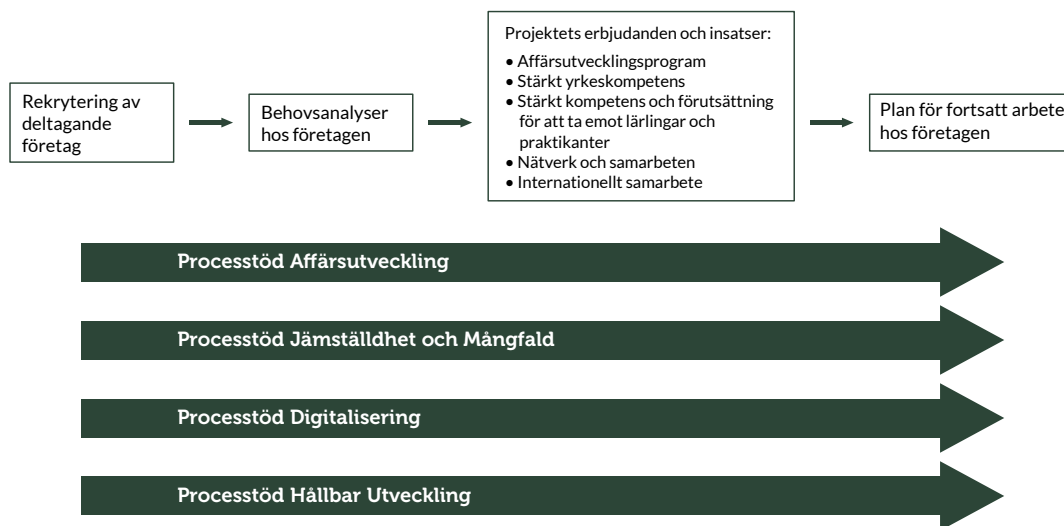 Rekrytering av
deltagande
företag
Behovsanalyser
hos företagen
Projektets erbjudanden och insatser:
• Affärsutvecklingsprogram
• Stärkt yrkeskompetens
• Stärkt kompetens och förutsättning
för att ta emot lärlingar och
praktikanter
• Nätverk och samarbeten
• Internationellt samarbete
Plan för fortsatt arbete
hos företagen
Processtöd Affärsutveckling
Processtöd Jämställdhet och Mångfald
Processtöd Digitalisering
Processtöd Hållbar Utveckling